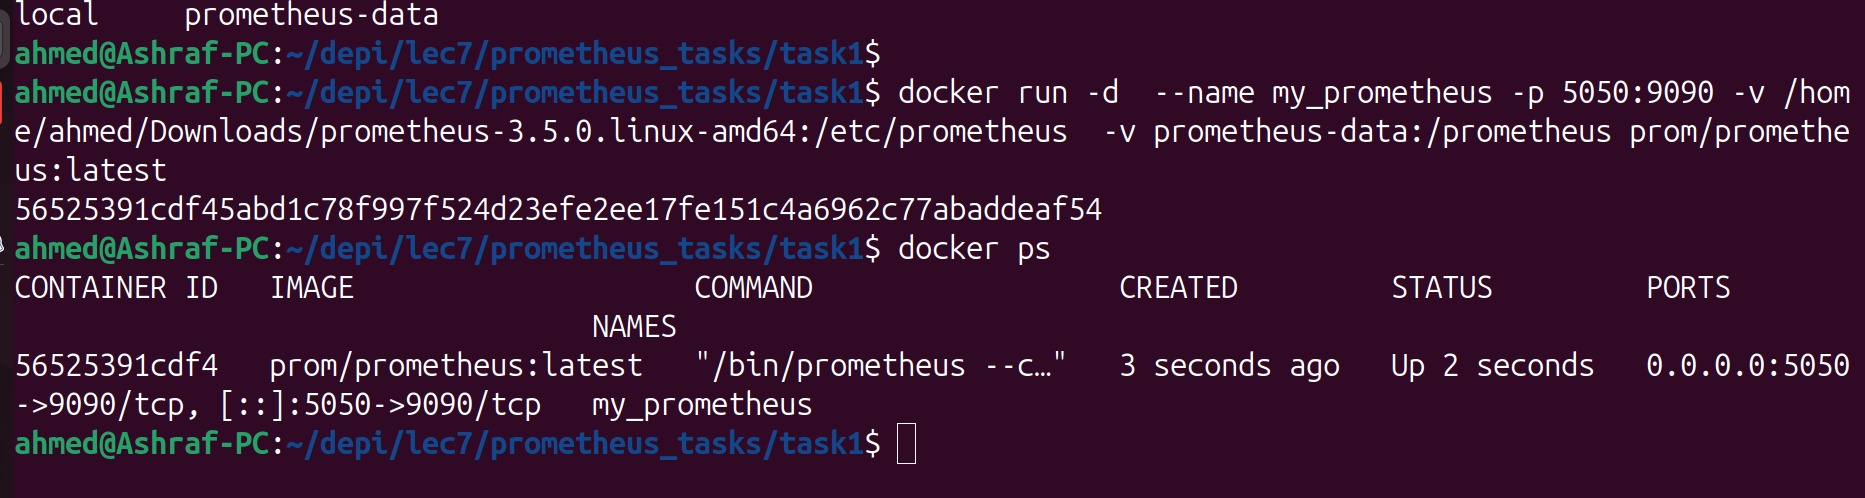 local     prometheus-data
ahmed@Ashraf-PC:~/depi/lec7/prometheus_tasks/task1$
ahmed@Ashraf-PC:~/depi/lec7/prometheus_tasks/task1$ docker run -d  --name my_prometheus -p 5050:9090 -v /hom
e/ahmed/Downloads/prometheus-3.5.0.linux-amd64:/etc/prometheus  -v prometheus-data:/prometheus prom/promethe
us:latest
56525391cdf45abd1c78f997f524d23efe2ee17fe151c4a6962c77abaddeaf54
ahmed@Ashraf-PC:~/depi/lec7/prometheus_tasks/task1$ docker ps
CONTAINER ID   IMAGE                    COMMAND                  CREATED         STATUS         PORTS
                                  NAMES
56525391cdf4   prom/prometheus:latest   "/bin/prometheus --c…"   3 seconds ago   Up 2 seconds   0.0.0.0:5050
->9090/tcp, [::]:5050->9090/tcp   my_prometheus
ahmed@Ashraf-PC:~/depi/lec7/prometheus_tasks/task1$